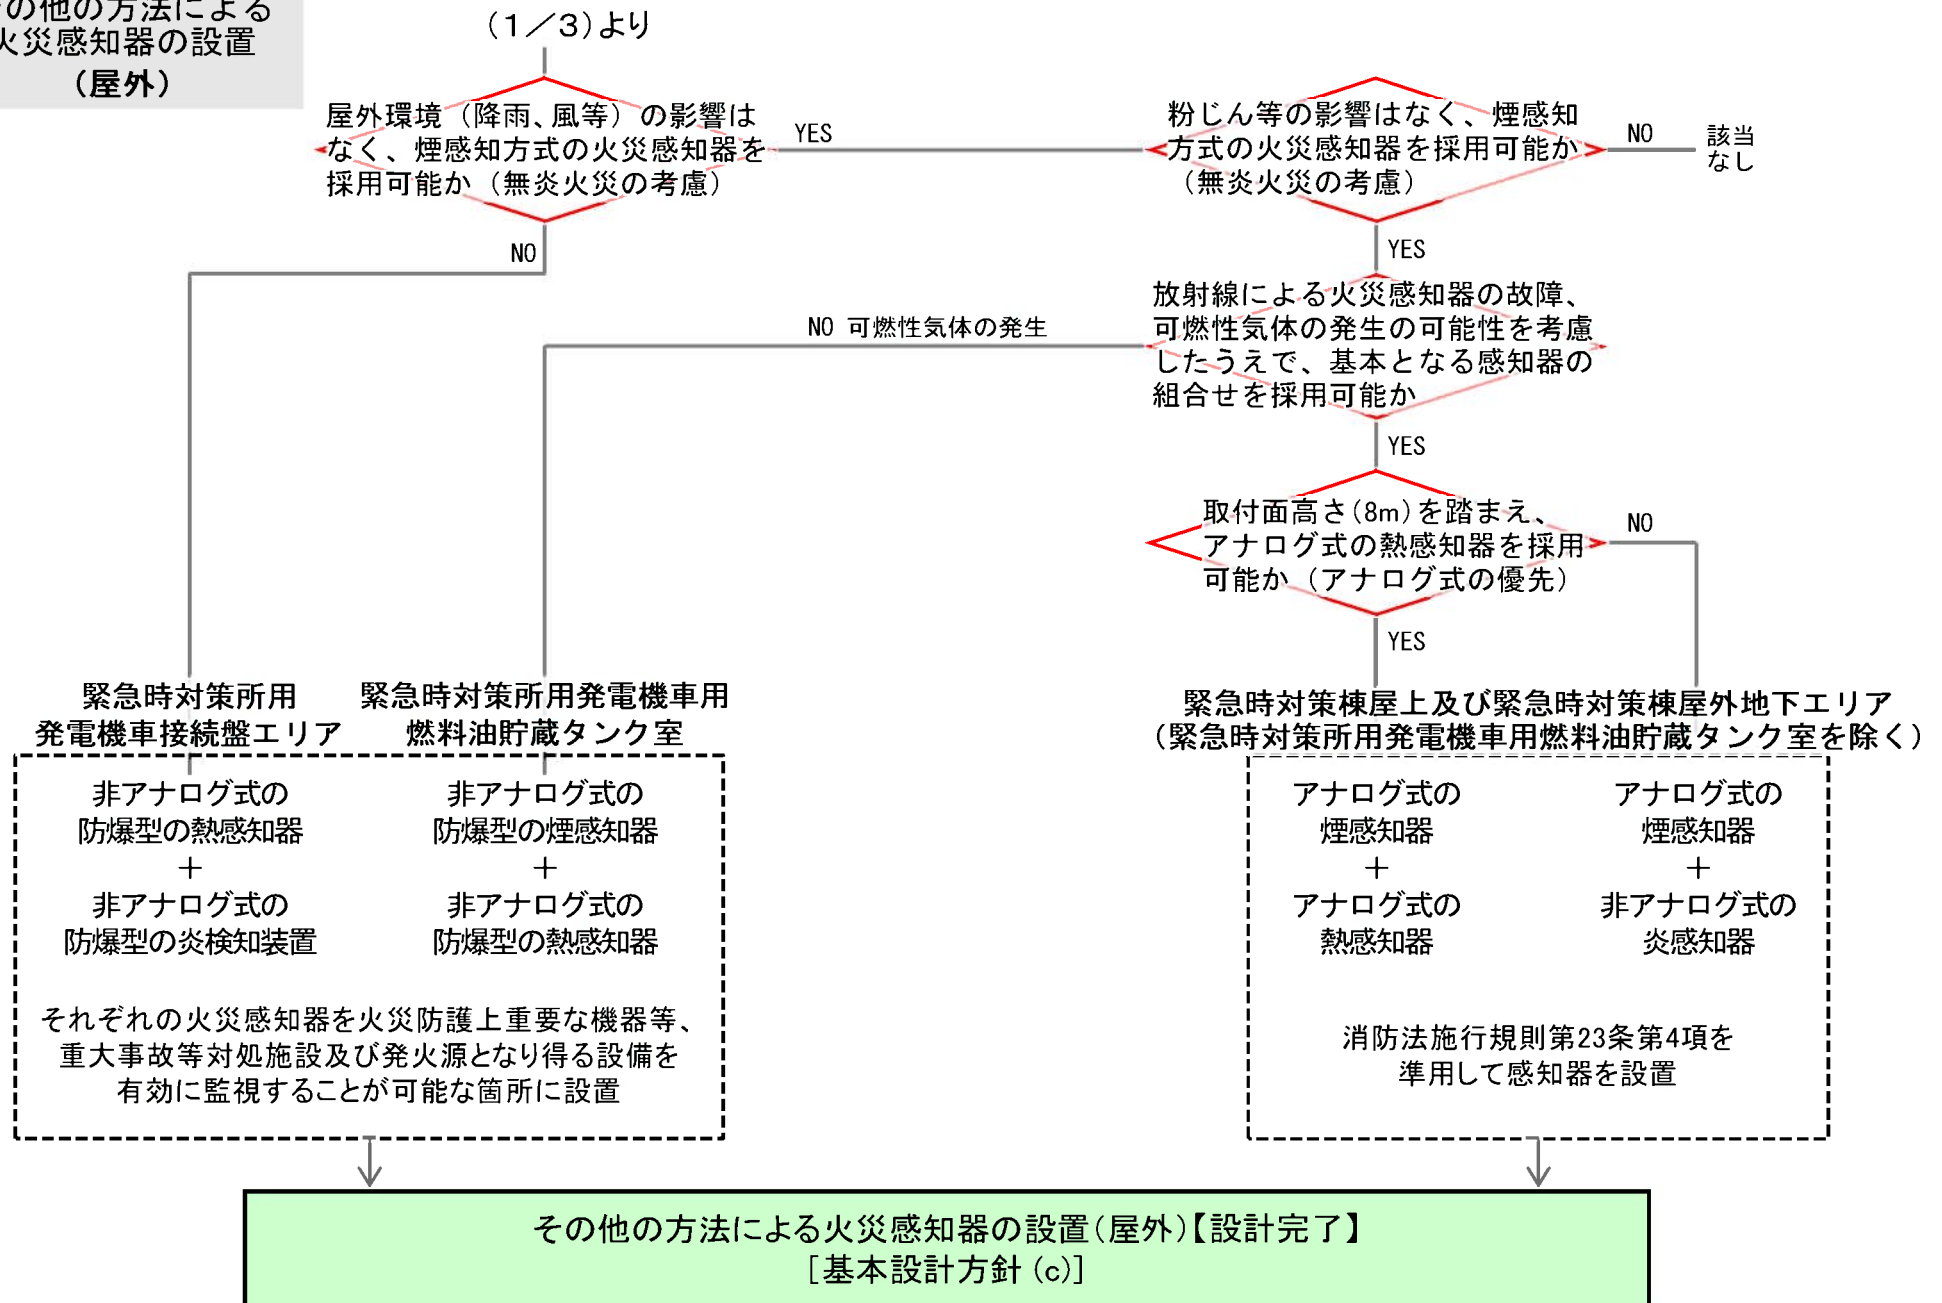 その他の方法による
火災感知器の設置
(屋外)
(1/3)より
屋外環境(降雨、風等)の影響は
なく、煙感知方式の火災感知器を
採用可能か(無炎火災の考慮)
YES
粉じん等の影響はなく、煙感知
方式の火災感知器を採用可能か
(無炎火災の考慮)
NO
該当
なし
NO
YES
放射線による火災感知器の故障、
可燃性気体の発生の可能性を考慮
したうえで、基本となる感知器の
組合せを採用可能か
NO 可燃性気体の発生
YES
取付面高さ(8m)を踏まえ、
アナログ式の熱感知器を採用
可能か(アナログ式の優先)
NO
YES
緊急時対策所用
発電機車接続盤エリア
緊急時対策所用発電機車用
燃料油貯蔵タンク室
緊急時対策棟屋上及び緊急時対策棟屋外地下エリア
(緊急時対策所用発電機車用燃料油貯蔵タンク室を除く)
非アナログ式の
防爆型の熱感知器
+
非アナログ式の
防爆型の炎検知装置
非アナログ式の
防爆型の煙感知器
+
非アナログ式の
防爆型の熱感知器
それぞれの火災感知器を火災防護上重要な機器等、
重大事故等対処施設及び発火源となり得る設備を
有効に監視することが可能な箇所に設置
アナログ式の
煙感知器
+
アナログ式の
熱感知器
アナログ式の
煙感知器
+
非アナログ式の
炎感知器
消防法施行規則第23条第4項を
準用して感知器を設置
その他の方法による火災感知器の設置(屋外)【設計完了】
[基本設計方針(c)]